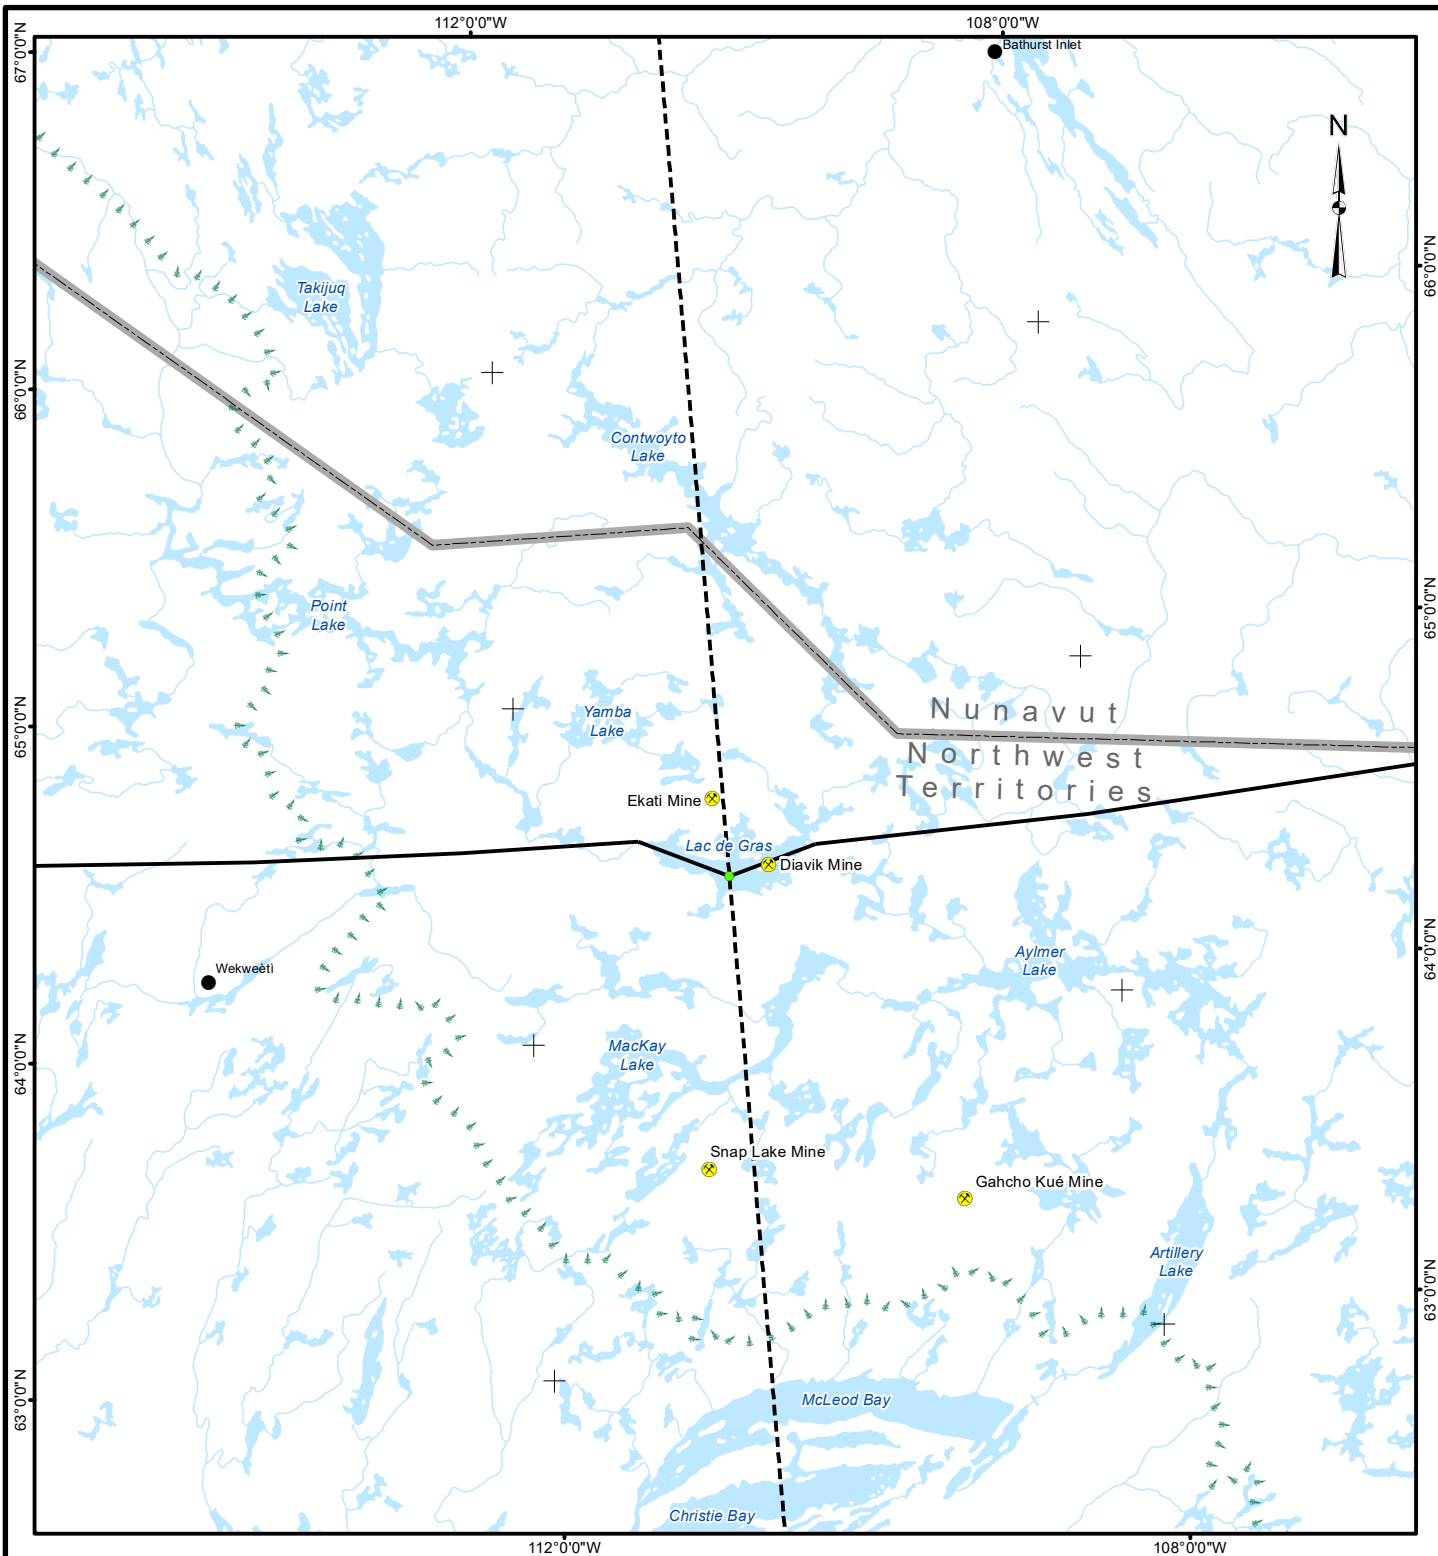 112°0'0"W
108°0'0"W
67°0'0"N
Bathurst Inlet
N
66°0'0"N
Takijuq
Lake
66°0'0"N
Contwoyto
Lake
65°0'0"N
Point
Lake
65°0'0"N
Yamba
Lake
Nunavut
Northwest
Territories
Ekati Mine
Lac de Gras
Diavik Mine
64°0'0"N
Wekweètì
Aylmer
Lake
64°0'0"N
MacKay
Lake
Snap Lake Mine
Gahcho Kué Mine
Artillery
Lake
63°0'0"N
63°0'0"N
McLeod Bay
Christie Bay
112°0'0"W
108°0'0"W